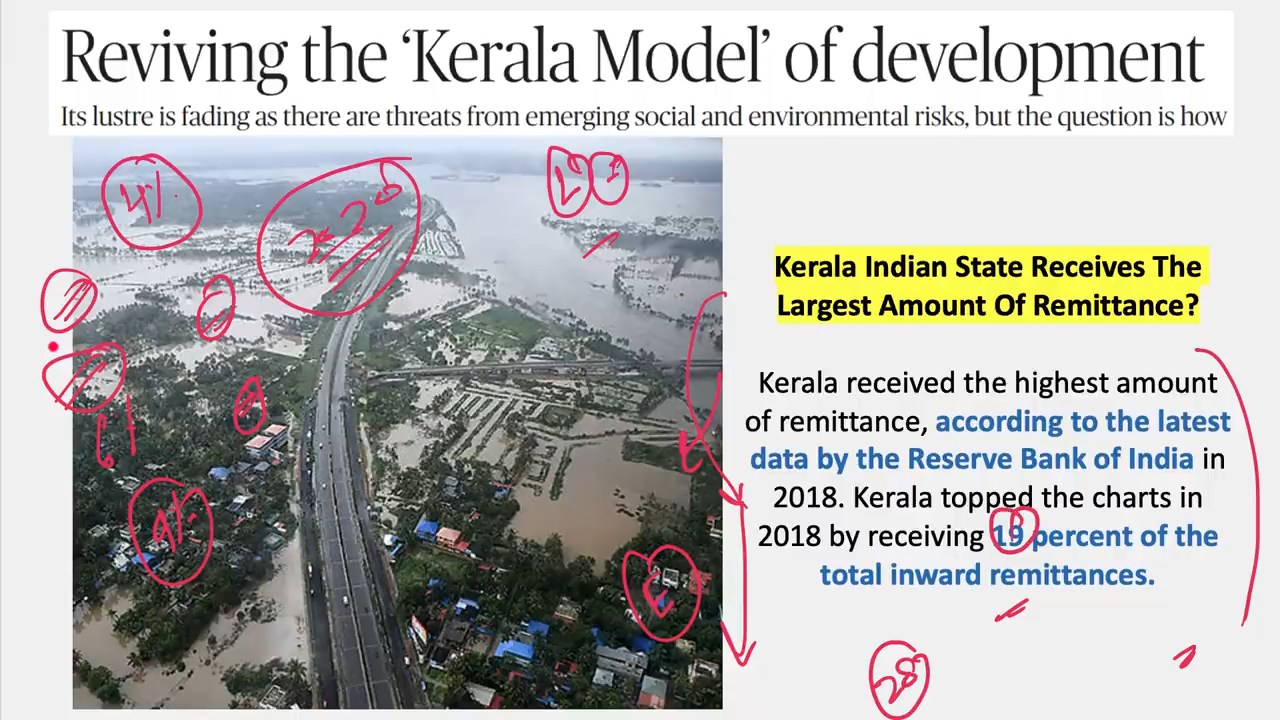 Reviving the ‘Kerala Model’ of development
Its lustre is fading as there are threats from emerging social and environmental risks, but the question is how
4%
9%
E
28
Kerala Indian State Receives The
Largest Amount Of Remittance?
Kerala received the highest amount
of remittance, according to the latest
data by the Reserve Bank of India in
2018. Kerala topped the charts in
2018 by receiving 19 percent of the
total inward remittances.